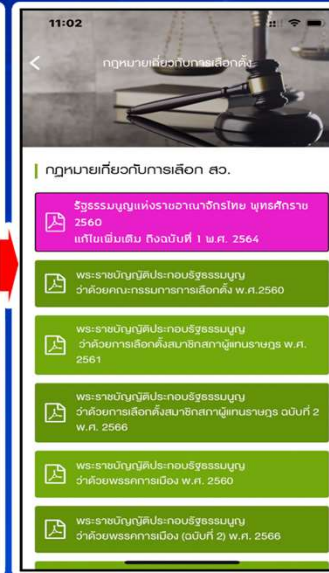 11:02
กฎหมายเกี่ยวกับการเลือกตั้ง
กฎหมายเกี่ยวกับการเลือก สว.
รัฐธรรมนูญแห่งราชอาณาจักรไทย พุทธศักราช
2560
แก้ไขเพิ่มเติม ถึงฉบับที่ 1 พ.ศ. 2564
พระราชบัญญัติประกอบรัฐธรรมนูญ
ว่าด้วยคณะกรรมการการเลือกตั้ง พ.ศ.2560
พระราชบัญญัติประกอบรัฐธรรมนูญ
ว่าด้วยการเลือกตั้งสมาชิกสภาผู้แทนราษฎร พ.ศ.
2561
พระราชบัญญัติประกอบรัฐธรรมนูญ
ว่าด้วยการเลือกตั้งสมาชิกสภาผู้แทนราษฎร ฉบับที่ 2
พ.ศ. 2566
พระราชบัญญัติประกอบรัฐธรรมนูญ
ว่าด้วยพรรคการเมือง พ.ศ. 2560
พระราชบัญญัติประกอบรัฐธรรมนูญ
ว่าด้วยพรรคการเมือง (ฉบับที่ 2) พ.ศ. 2566